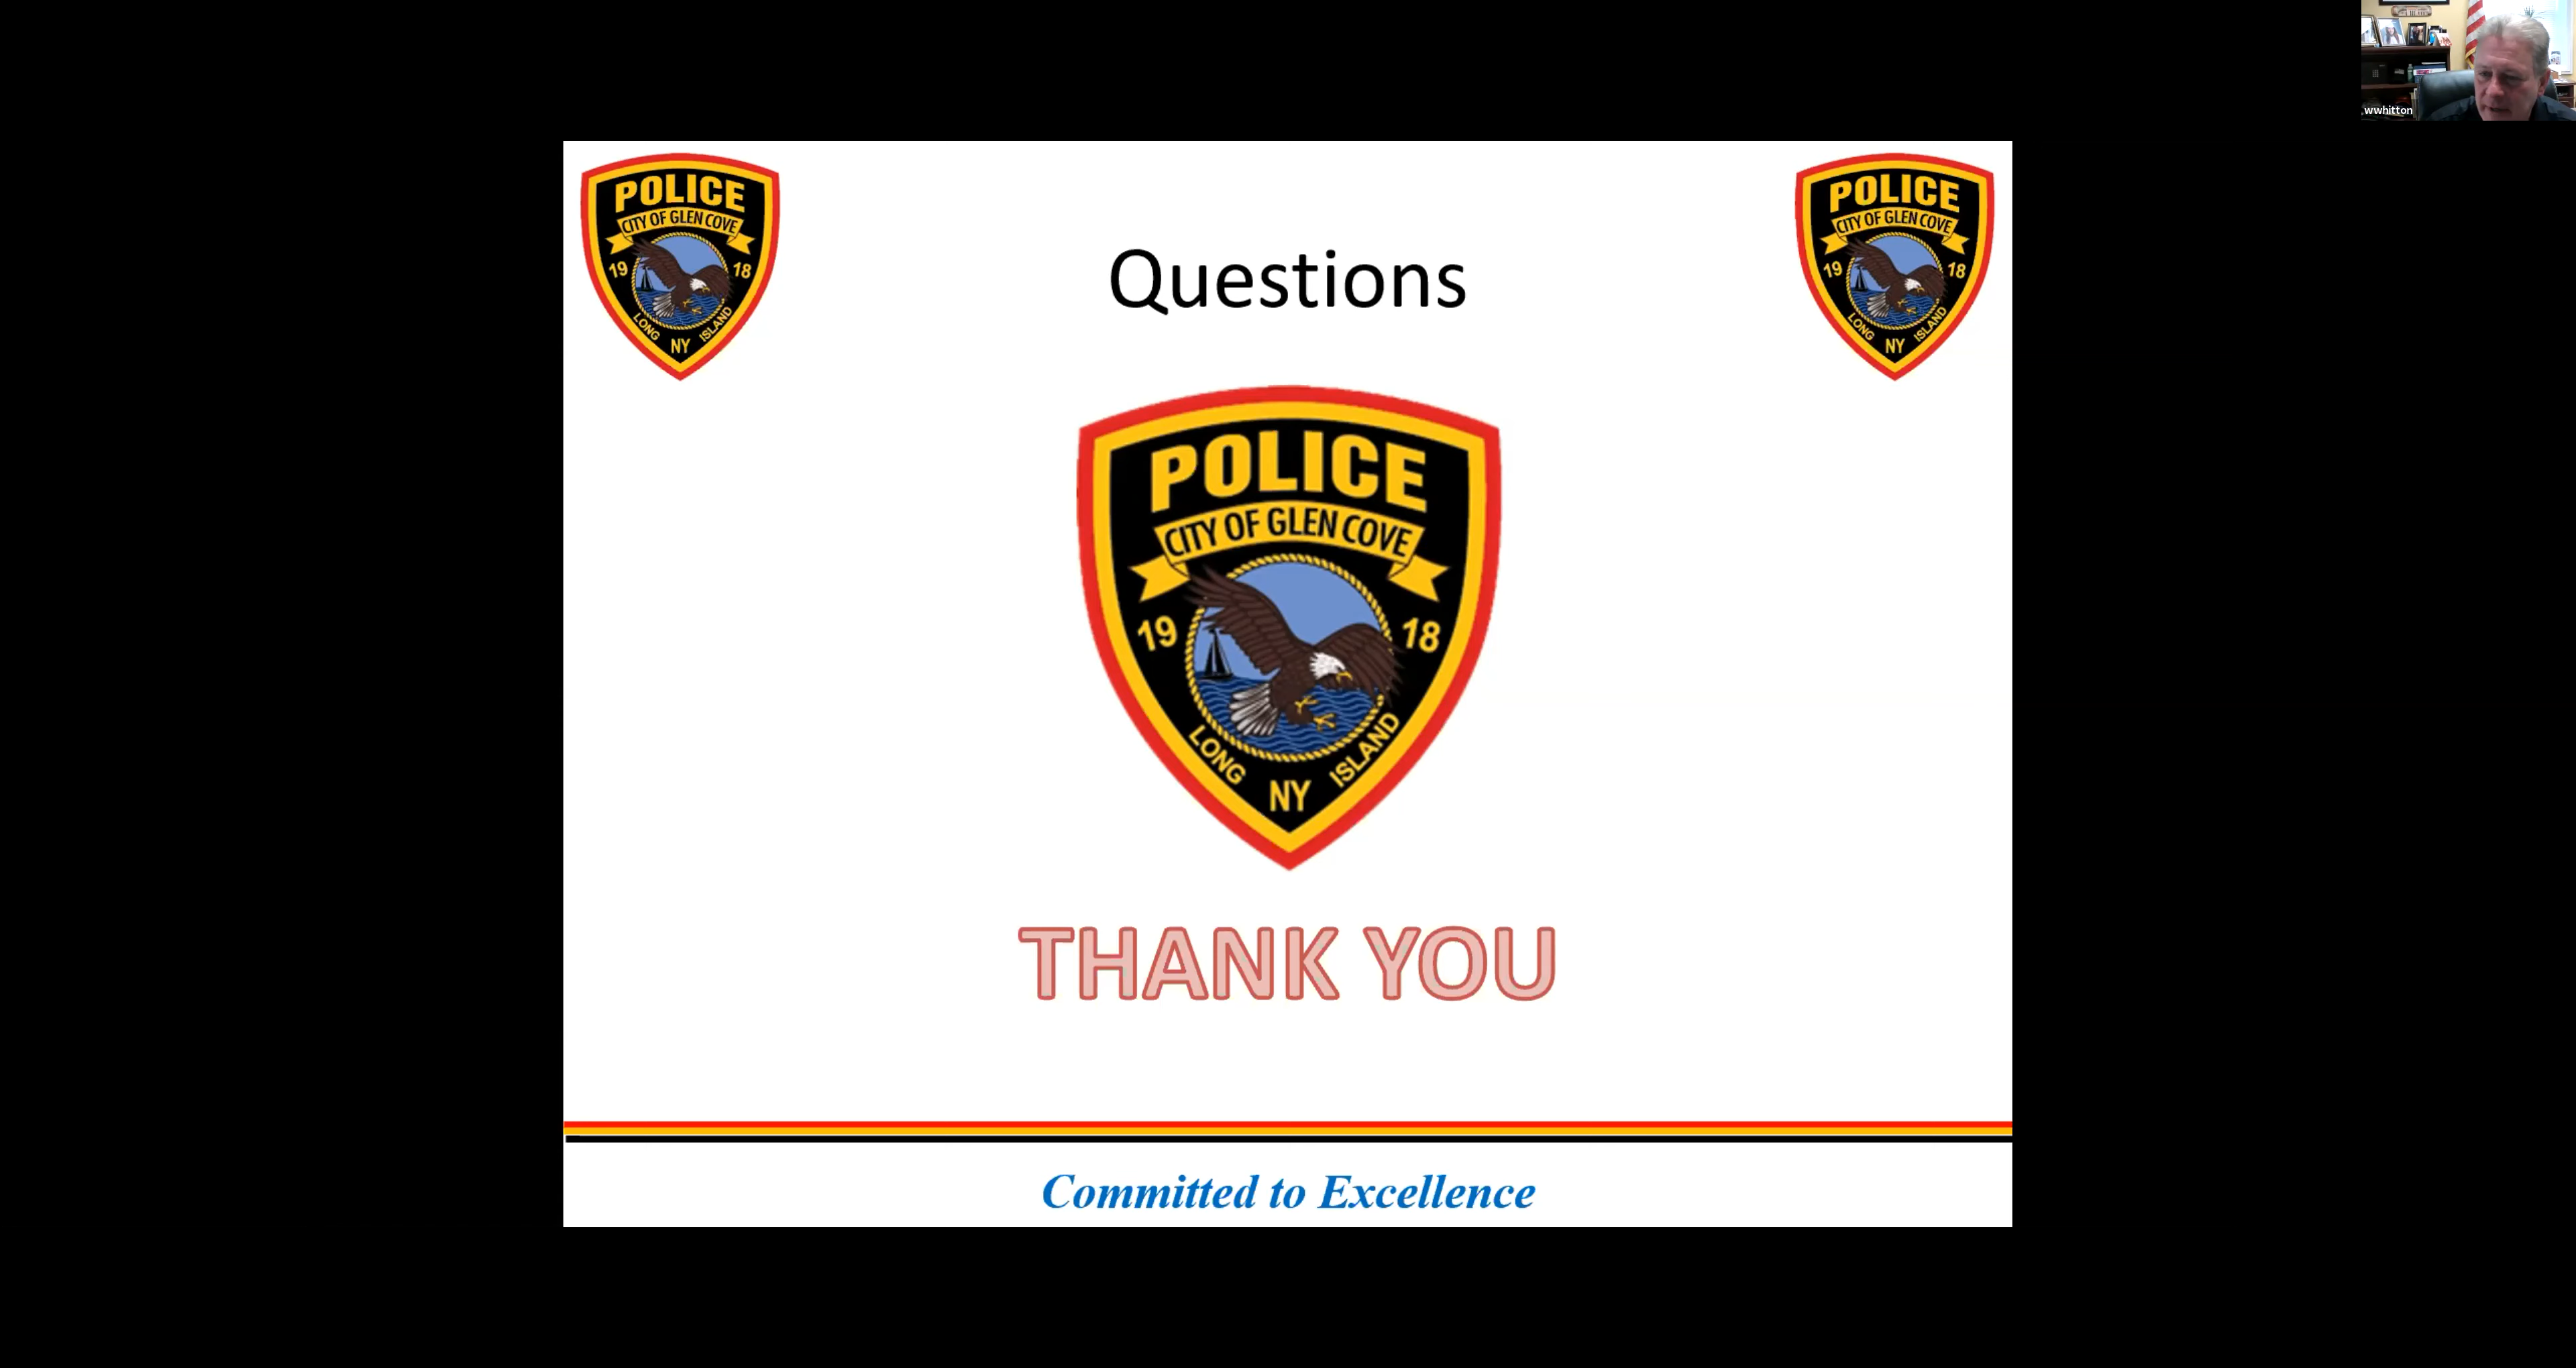 wwhitton
POLICE
CITY OF GLEN COVE
19 18
LONG NY ISLAND
POLICE
CITY OF GLEN COVE
19 18
LONG NY ISLAND
Questions
POLICE
CITY OF GLEN COVE
19 18
LONG NY ISLAND
THANK YOU
Committed to Excellence